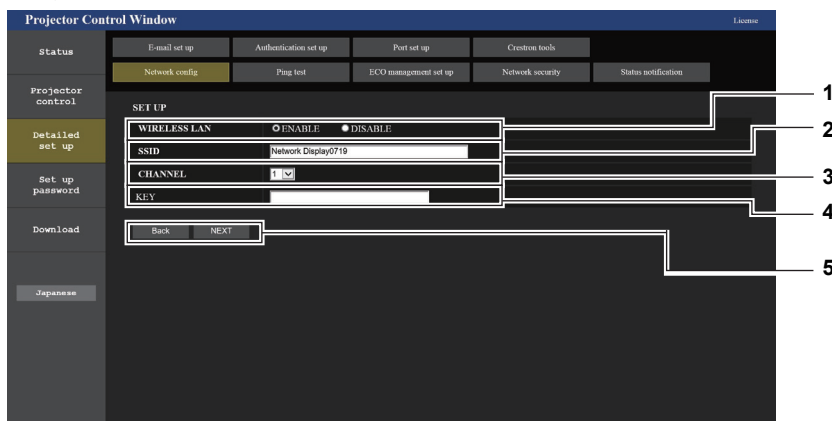 Projector Control Window License
Status
E-mail set up Authentication set up Port set up Crestron tools
Network config Ping test ECO management set up Network security Status notification
Projector
control
SET UP
1
WIRELESS LAN ENABLE DISABLE
2
Detailed
set up
SSID Network Display0719
CHANNEL 1
3
Set up
password
KEY
4
Download
Back NEXT
5
Japanese